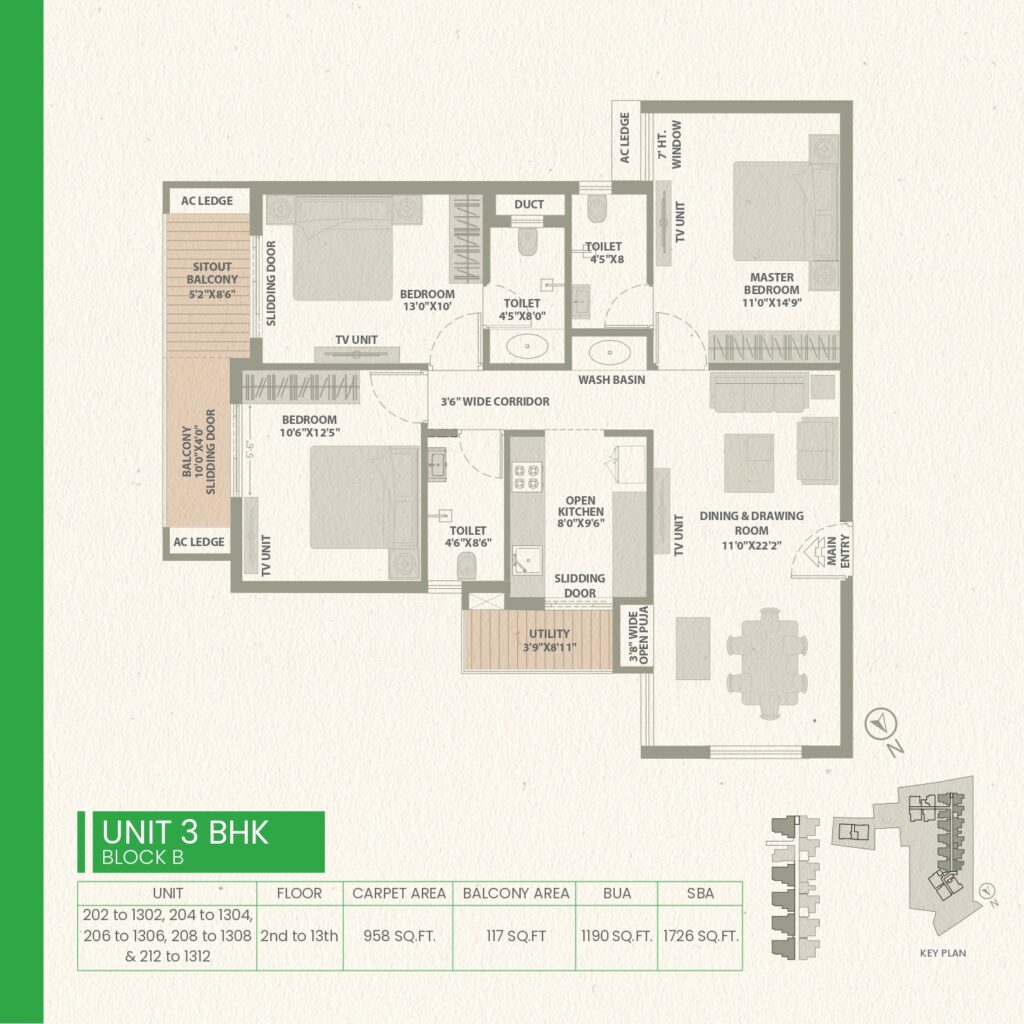 AC LEDGE
7' HT.
WINDOW
AC LEDGE
DUCT
TV UNIT
SITOUT
BALCONY
5'2"X8'6"
SLIDDING DOOR
BEDROOM
13'0"X10'
TOILET
4'5"X8'0"
TOILET
4'5"X8
MASTER
BEDROOM
11'0"X14'9"
TV UNIT
WASH BASIN
3'6" WIDE CORRIDOR
BALCONY
10'0"X4'0"
SLIDDING DOOR
BEDROOM
10'6"X12'5"
AC LEDGE
TV UNIT
TOILET
4'6"X8'6"
OPEN
KITCHEN
8'0"X9'6"
SLIDDING
DOOR
TV UNIT
DINING & DRAWING
ROOM
11'0"X22'2"
MAIN
ENTRY
UTILITY
3'9"X8'11"
3'8" WIDE
OPEN PUJA
N
UNIT 3 BHK
BLOCK B
UNIT FLOOR CARPET AREA BALCONY AREA BUA SBA
202 to 1302, 204 to 1304,
206 to 1306, 208 to 1308 2nd to 13th 958 SQ.FT. 117 SQ.FT 1190 SQ.FT. 1726 SQ.FT.
& 212 to 1312
N
KEY PLAN